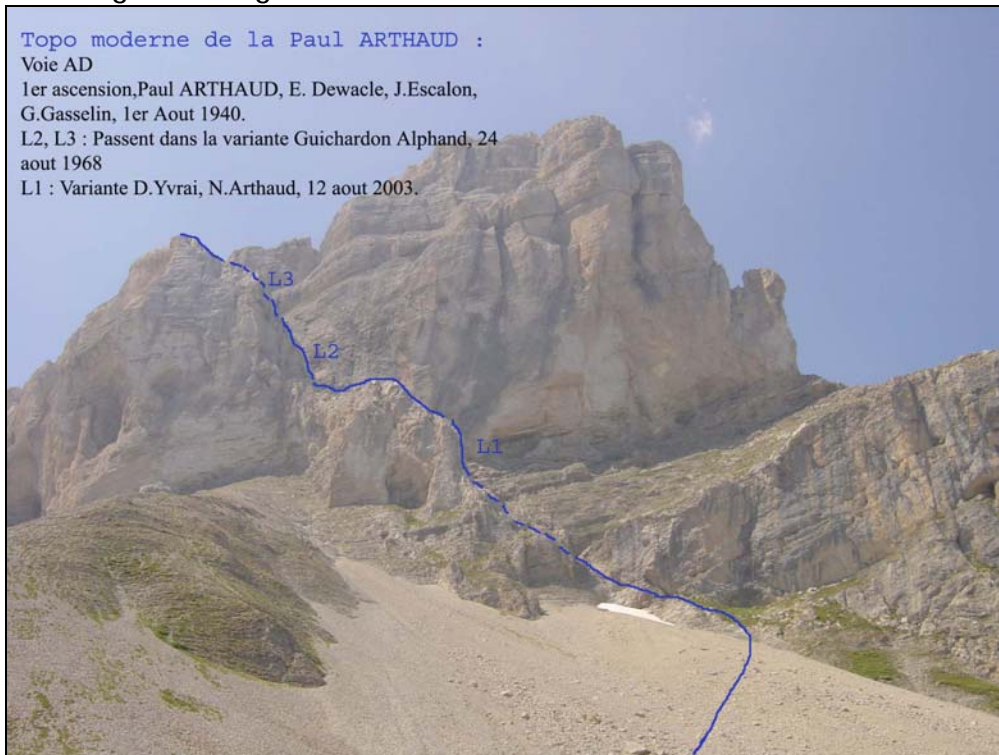 Topo moderne de la Paul ARTHAUD :
Voie AD
1er ascension,Paul ARTHAUD, E. Dewacle, J.Escalon,
G.Gasselin, 1er Aout 1940.
L2, L3 : Passent dans la variante Guichardon Alphand, 24
aout 1968
L1 : Variante D.Yvrai, N.Arthaud, 12 aout 2003.
L3
L2
L1